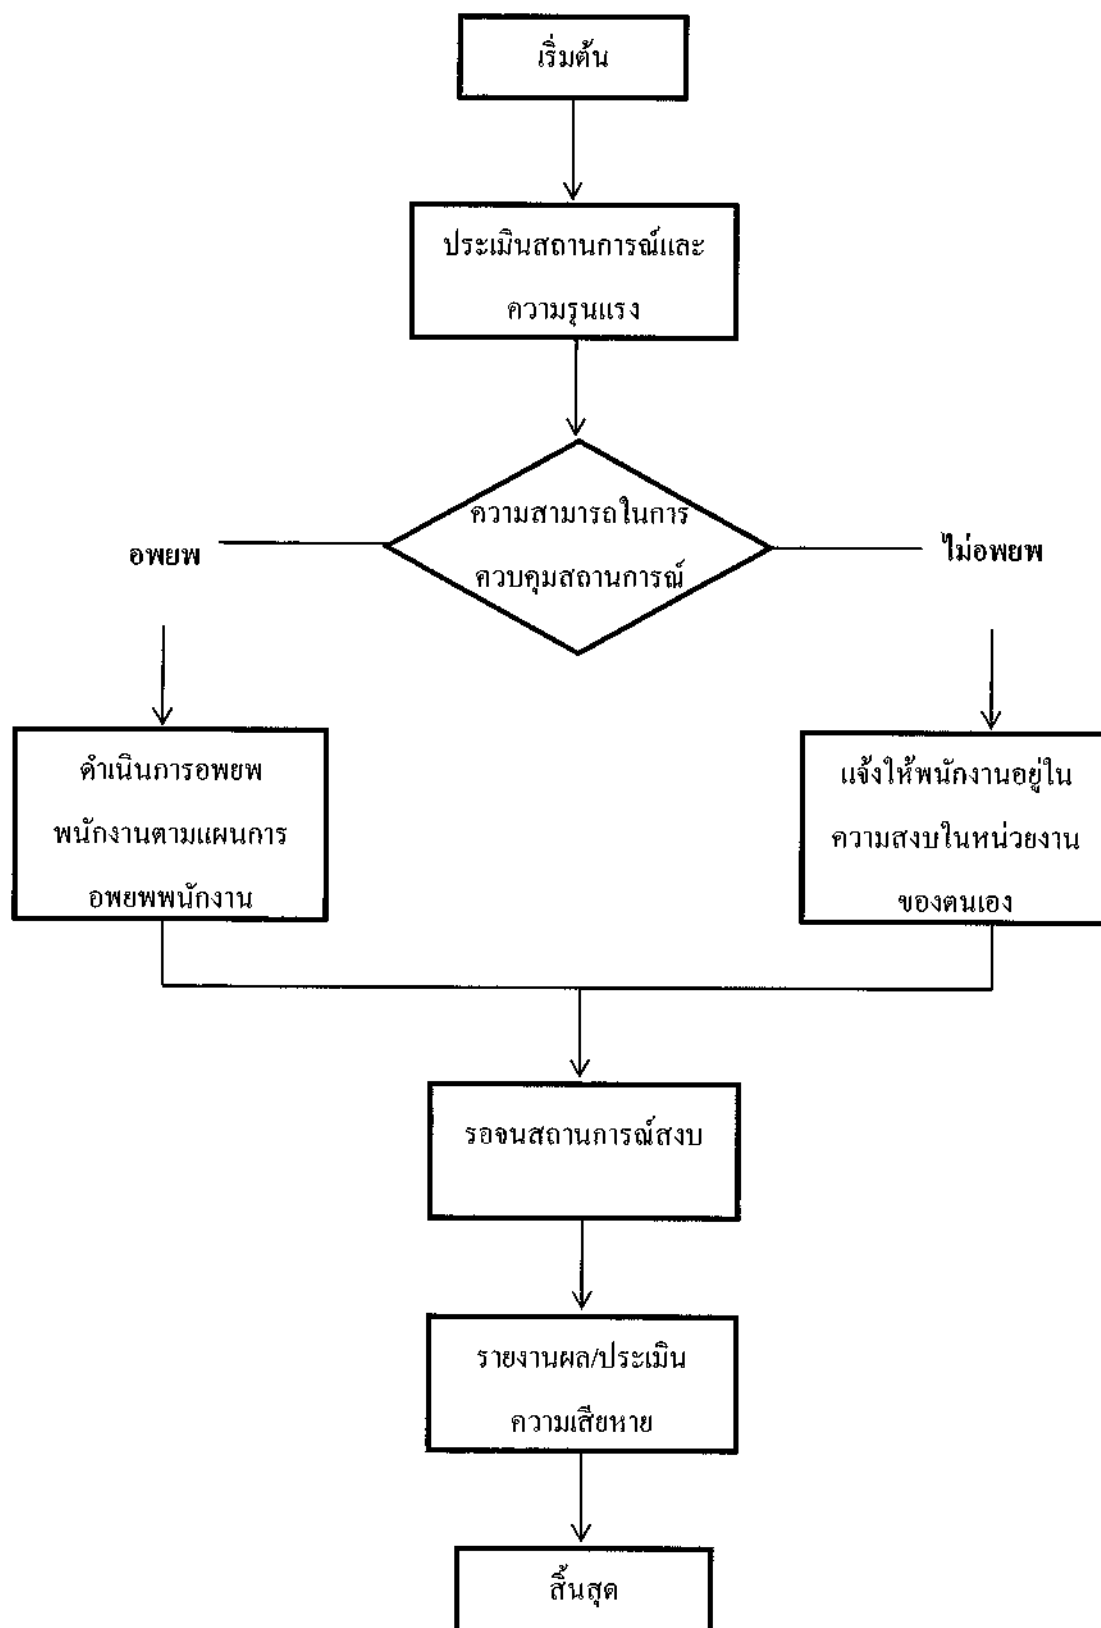 เริ่มต้น
ประเมินสถานการณ์และ
ความรุนแรง
ความสามารถในการ
ควบคุมสถานการณ์
อพยพ
ไม่อพยพ
ดำเนินการอพยพ
พนักงานตามแผนการ
อพยพพนักงาน
แจ้งให้พนักงานอยู่ใน
ความสงบในหน่วยงาน
ของตนเอง
รอจนสถานการณ์สงบ
รายงานผล/ประเมิน
ความเสียหาย
สิ้นสุด